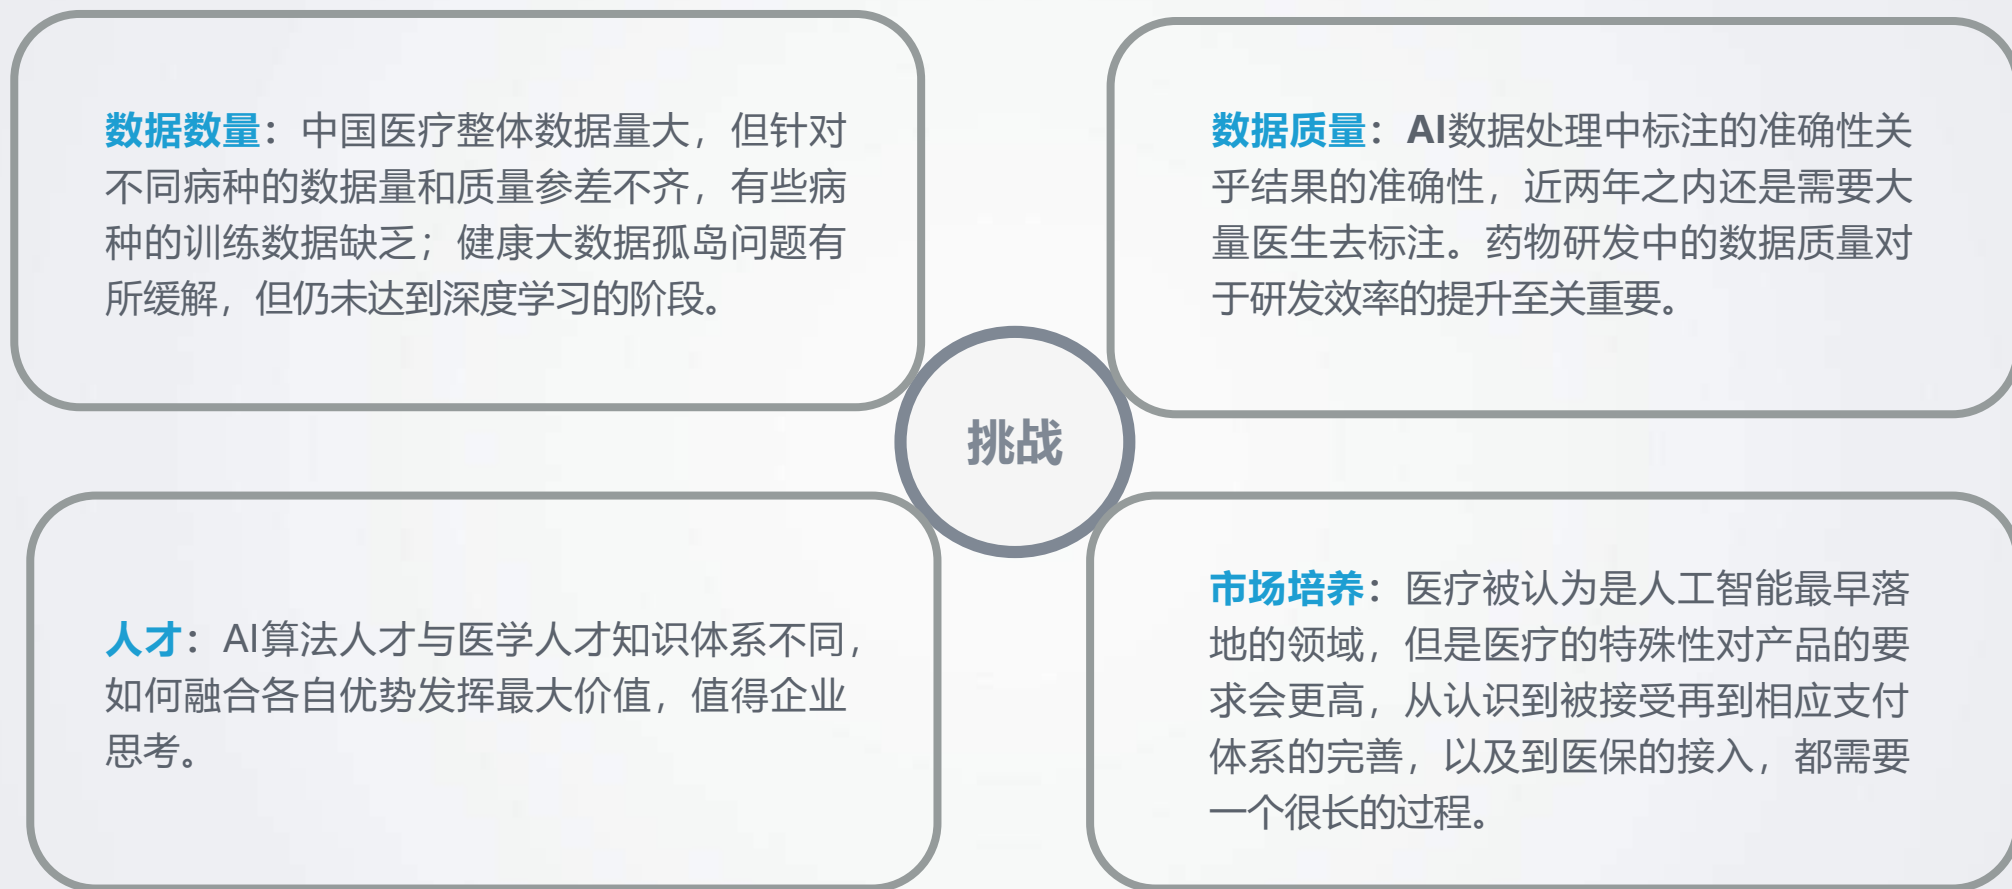 数据数量：中国医疗整体数据量大，但针对
不同病种的数据量和质量参差不齐，有些病
种的训练数据缺乏；健康大数据孤岛问题有
所缓解，但仍未达到深度学习的阶段。
数据质量：AI数据处理中标注的准确性关
乎结果的准确性，近两年之内还是需要大
量医生去标注。药物研发中的数据质量对
于研发效率的提升至关重要。
挑战
人才：AI算法人才与医学人才知识体系不同，
如何融合各自优势发挥最大价值，值得企业
思考。
市场培养：医疗被认为是人工智能最早落
地的领域，但是医疗的特殊性对产品的要
求会更高，从认识到被接受再到相应支付
体系的完善，以及到医保的接入，都需要
一个很长的过程。